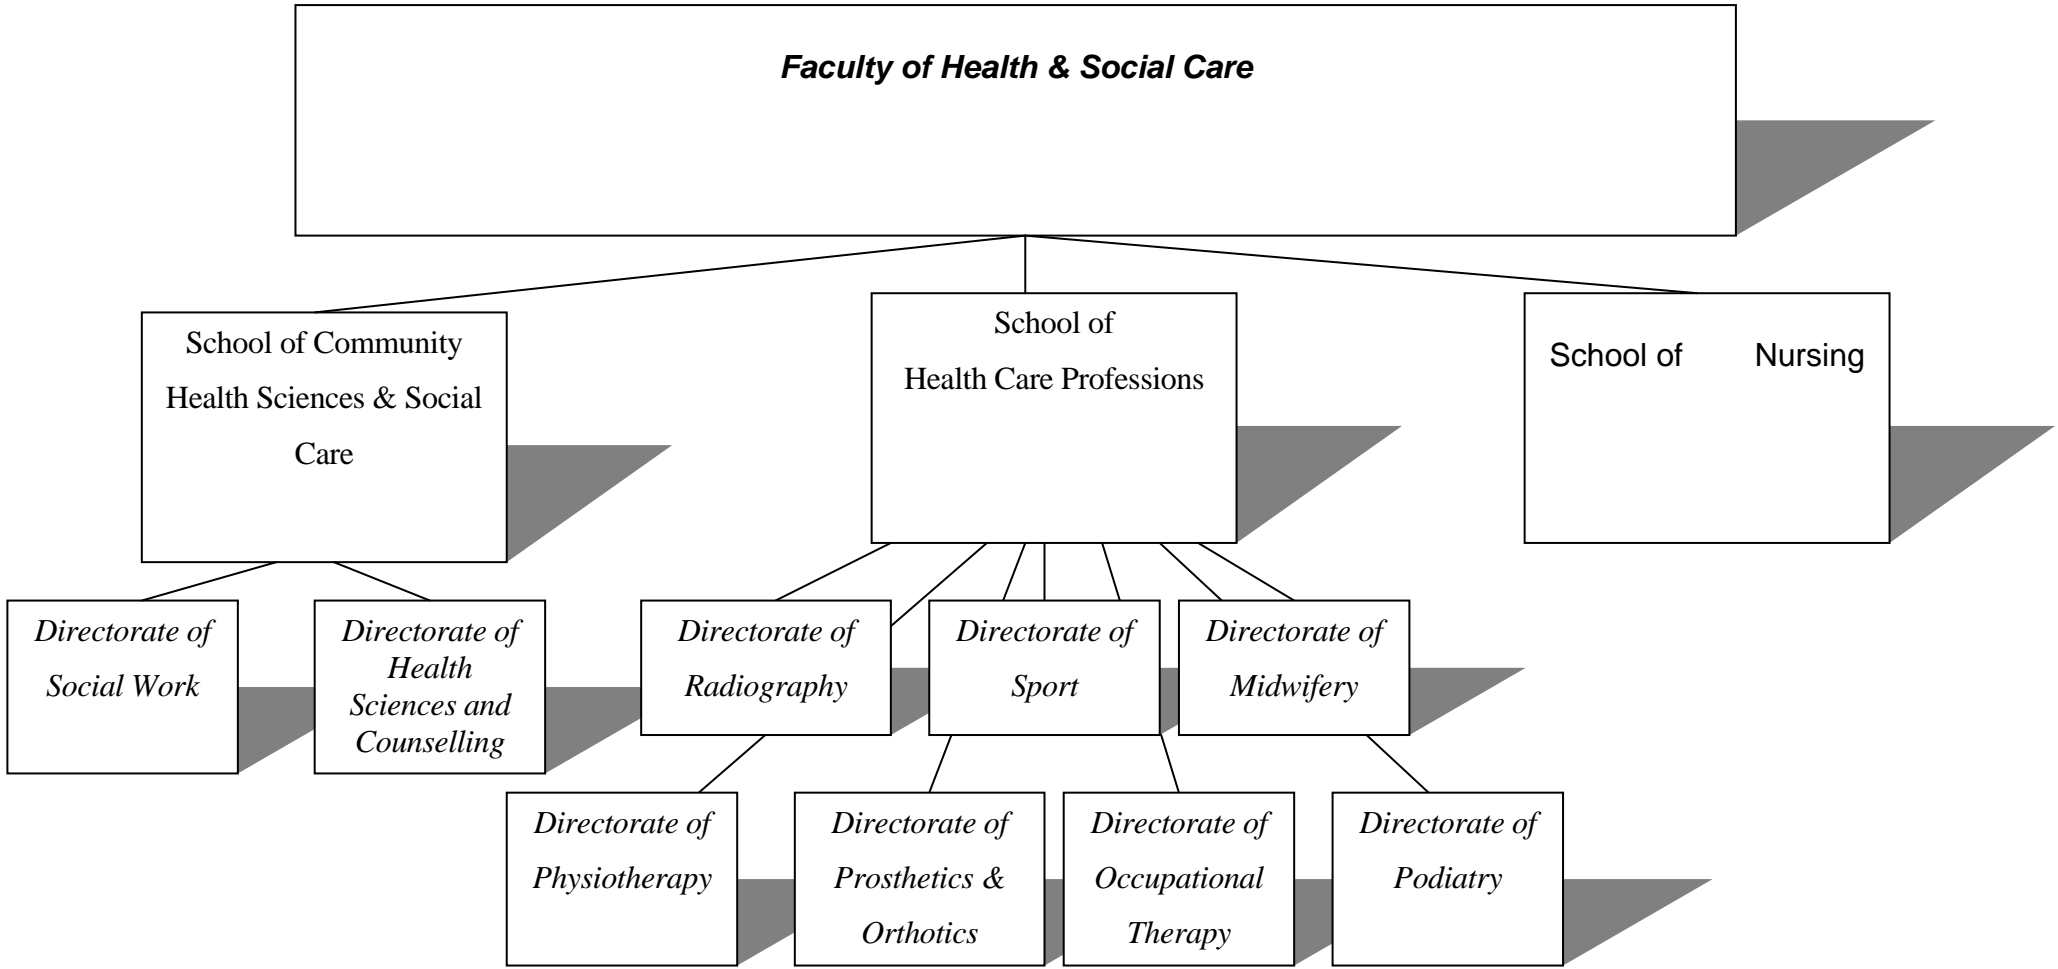 Faculty of Health & Social Care
School of Community
Health Sciences & Social
Care
School of
Health Care Professions
School of Nursing
Directorate of
Social Work
Directorate of
Health
Sciences and
Counselling
Directorate of
Radiography
Directorate of
Sport
Directorate of
Midwifery
Directorate of
Physiotherapy
Directorate of
Prosthetics &
Orthotics
Directorate of
Occupational
Therapy
Directorate of
Podiatry